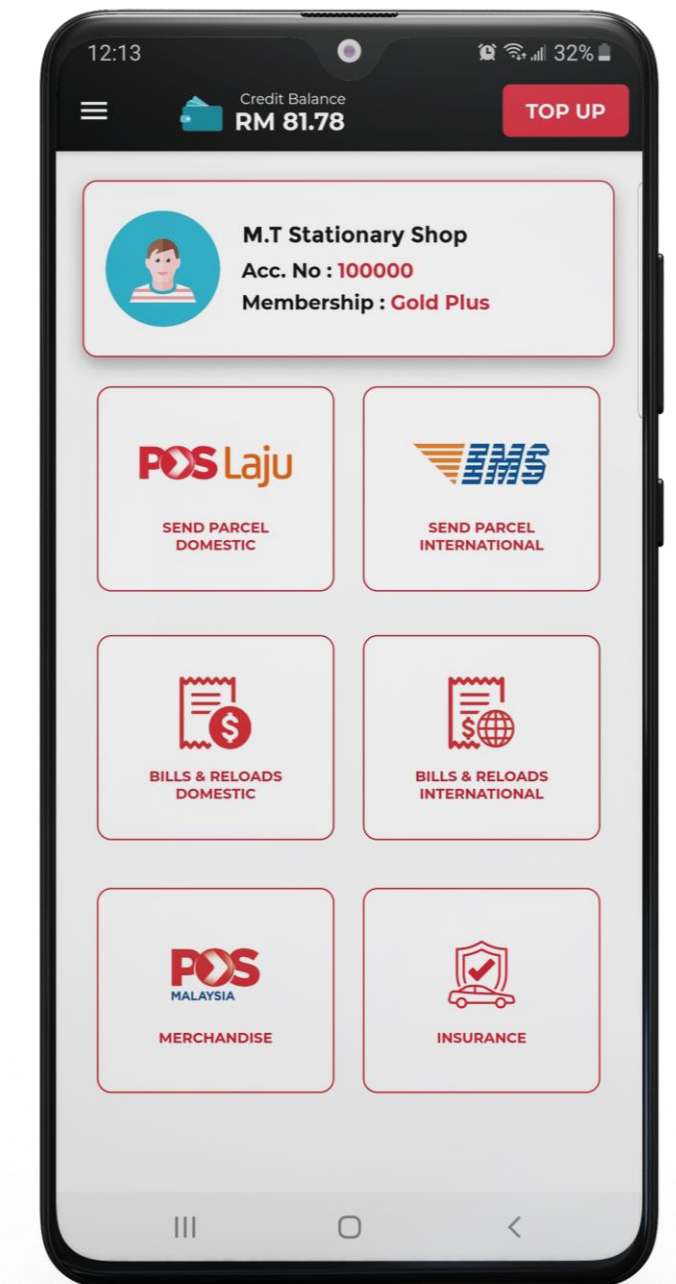 12:13
32%
Credit Balance
RM 81.78
TOP UP
M.T Stationary Shop
Acc. No : 100000
Membership : Gold Plus
POS Laju
EMS
SEND PARCEL
DOMESTIC
SEND PARCEL
INTERNATIONAL
$
$
BILLS & RELOADS
DOMESTIC
BILLS & RELOADS
INTERNATIONAL
POS
MALAYSIA
MERCHANDISE
INSURANCE